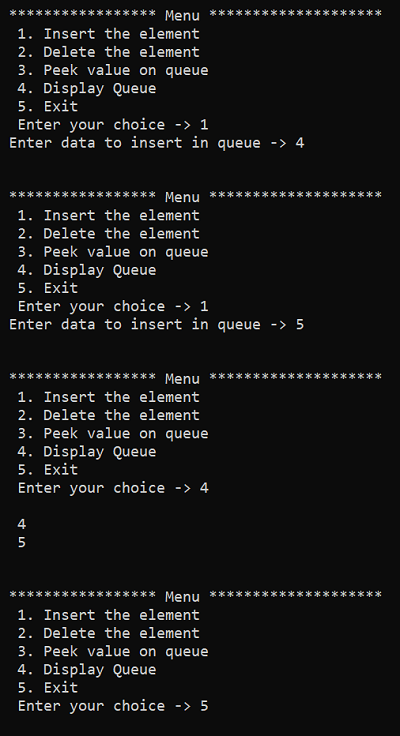 ***************** Menu ********************
1. Insert the element
2. Delete the element
3. Peek value on queue
4. Display Queue
5. Exit
Enter your choice -> 1
Enter data to insert in queue -> 4
***************** Menu ********************
1. Insert the element
2. Delete the element
3. Peek value on queue
4. Display Queue
5. Exit
Enter your choice -> 1
Enter data to insert in queue -> 5
***************** Menu ********************
1. Insert the element
2. Delete the element
3. Peek value on queue
4. Display Queue
5. Exit
Enter your choice -> 4
4
5
***************** Menu ********************
1. Insert the element
2. Delete the element
3. Peek value on queue
4. Display Queue
5. Exit
Enter your choice -> 5